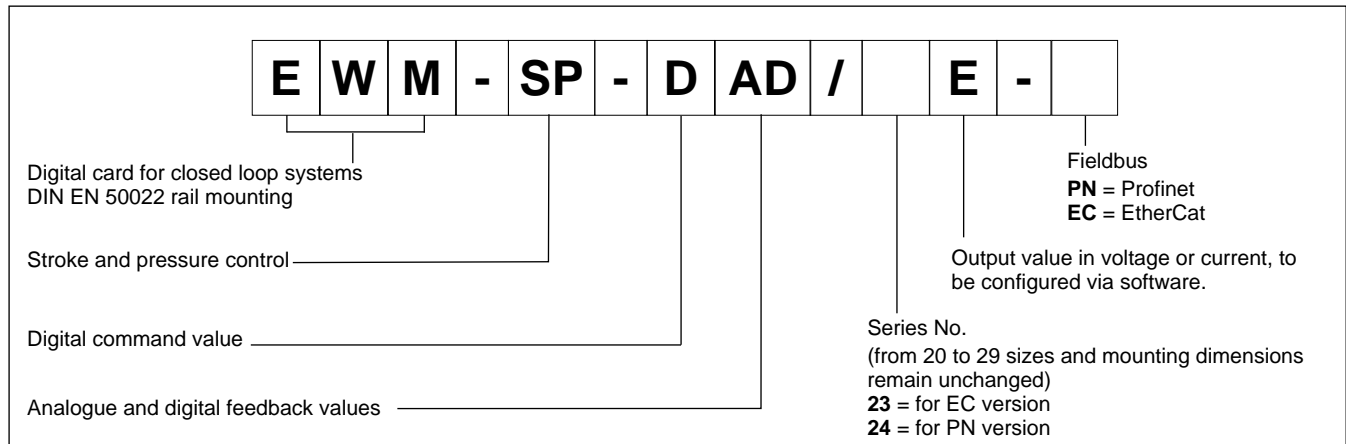 E W M - SP - D AD / E -
Digital card for closed loop systems
DIN EN 50022 rail mounting
Stroke and pressure control
Digital command value
Analogue and digital feedback values
Fieldbus
PN = Profinet
EC = EtherCat
Output value in voltage or current, to
be configured via software.
Series No.
(from 20 to 29 sizes and mounting dimensions
remain unchanged)
23 = for EC version
24 = for PN version